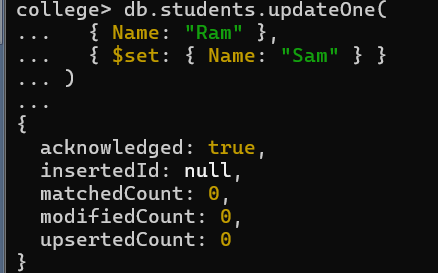 college> db.students.updateOne(
...   { Name: "Ram" },
...   { $set: { Name: "Sam" } }
... )
...
{
  acknowledged: true,
  insertedId: null,
  matchedCount: 0,
  modifiedCount: 0,
  upsertedCount: 0
}